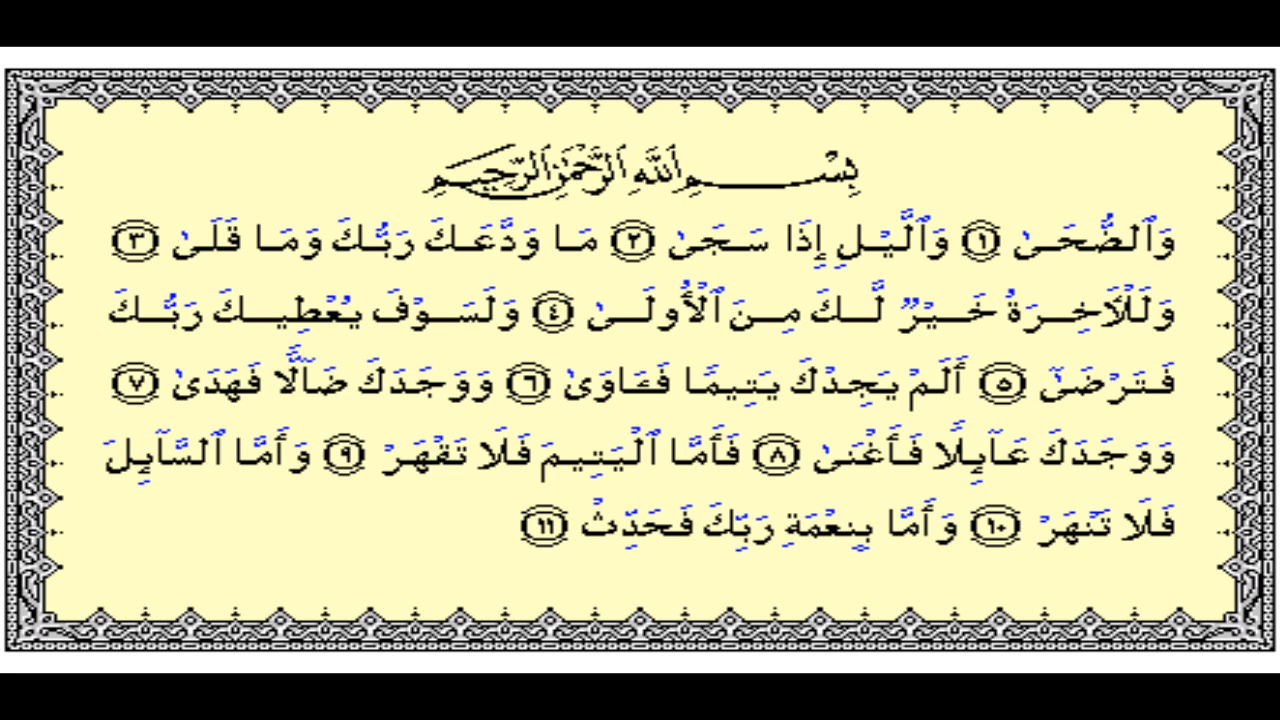 بِسْمِ ٱللَّهِ ٱلرَّحْمَٰنِ ٱلرَّحِيمِ
وَٱلضُّحَىٰ ١ وَٱلَّيْلِ إِذَا سَجَىٰ ٢ مَا وَدَّعَكَ رَبُّكَ وَمَا قَلَىٰ ٣
وَلَلْآخِرَةُ خَيْرٌ لَّكَ مِنَ ٱلْأُولَىٰ ٤ وَلَسَوْفَ يُعْطِيكَ رَبُّكَ
فَتَرْضَىٰٓ ٥ أَلَمْ يَجِدْكَ يَتِيمًا فَـَٔاوَىٰ ٦ وَوَجَدَكَ ضَآلًّا فَهَدَىٰ ٧
وَوَجَدَكَ عَآئِلًا فَأَغْنَىٰ ٨ فَأَمَّا ٱلْيَتِيمَ فَلَا تَقْهَرْ ٩ وَأَمَّا ٱلسَّآئِلَ
فَلَا تَنْهَرْ ١٠ وَأَمَّا بِنِعْمَةِ رَبِّكَ فَحَدِّثْ ١١